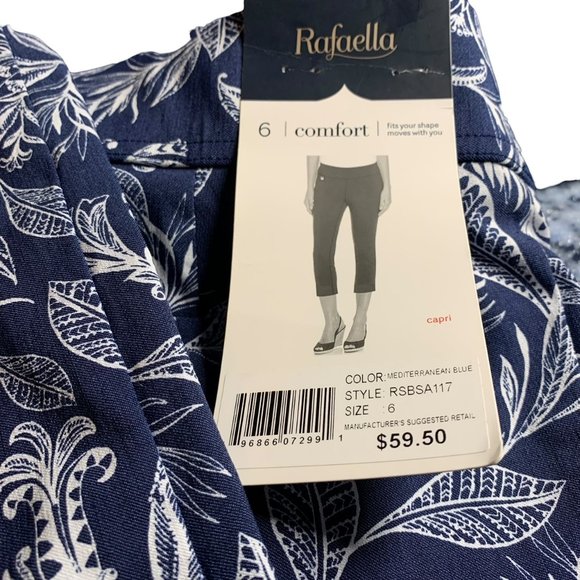 Rafaella
6 | comfort | fits your shape
moves with you
capri
COLOR: MEDITERRANEAN BLUE
STYLE: RSBSA117
SIZE : 6
MANUFACTURER'S SUGGESTED RETAIL
$59.50
96866 07299 1